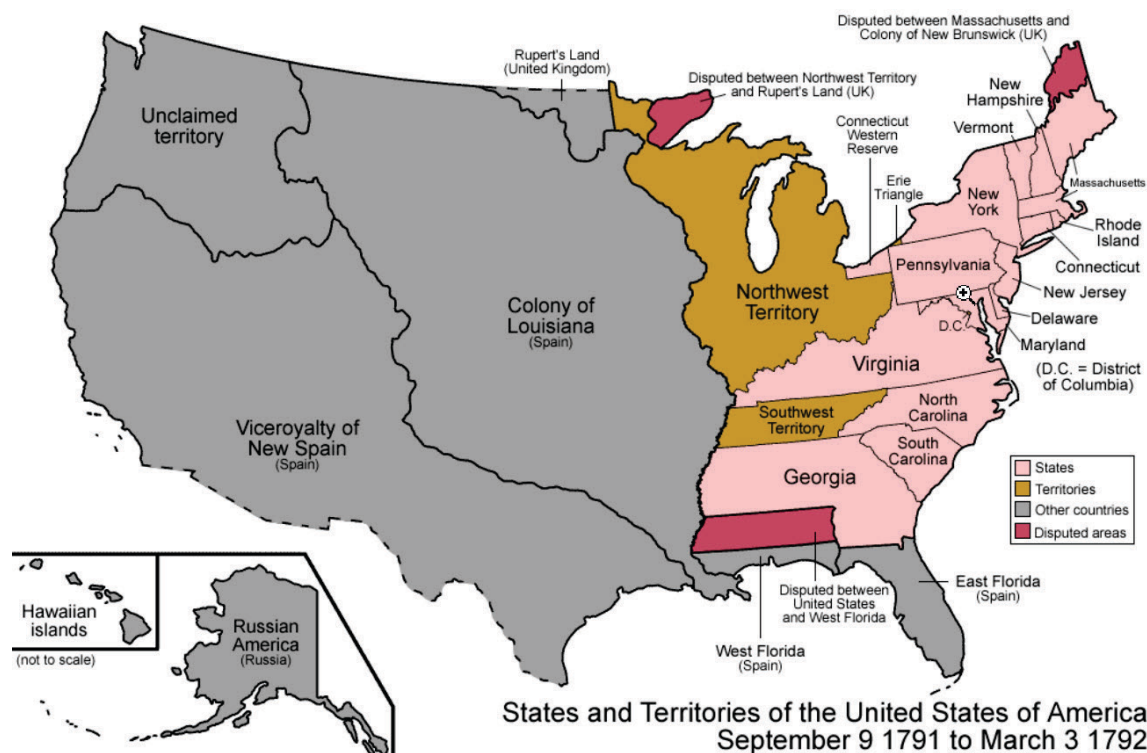 Disputed between Massachusetts and
Colony of New Brunswick (UK)
Rupert's Land
(United Kingdom)
Disputed between Northwest Territory
and Rupert's Land (UK)
New
Hampshire
Vermont
Connecticut
Western
Reserve
Unclaimed
territory
Erie
Triangle
Massachusetts
New
York
Rhode
Island
Connecticut
Pennsylvania
New Jersey
Northwest
Territory
Colony of
Louisiana
(Spain)
D.C.
Delaware
Maryland
(D.C. = District
of Columbia)
Virginia
Southwest
Territory
North
Carolina
Viceroyalty of
New Spain
(Spain)
South
Carolina
Georgia
States
Territories
Other countries
Disputed areas
Disputed between
United States
and West Florida
East Florida
(Spain)
West Florida
(Spain)
Hawaiian
islands
(not to scale)
Russian
America
(Russia)
States and Territories of the United States of America
September 9 1791 to March 3 1792